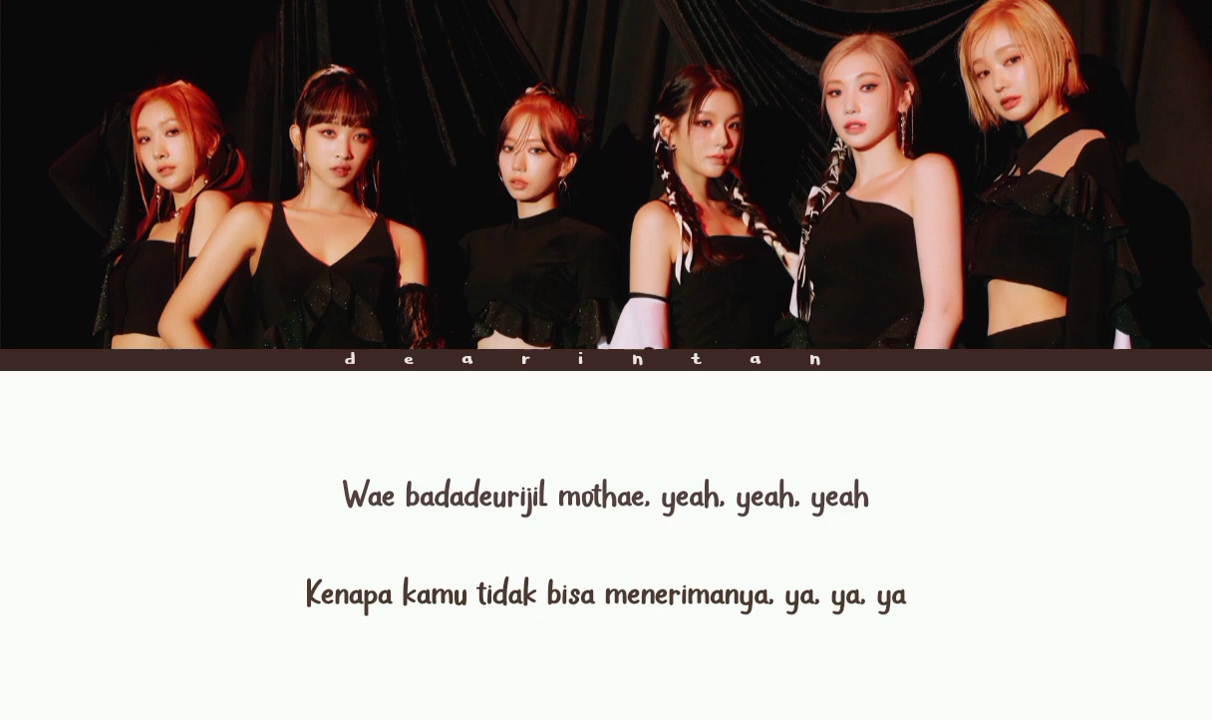 d e a r i n t a n
Wae badadeurijil mothae, yeah, yeah, yeah
Kenapa kamu tidak bisa menerimanya, ya, ya, ya